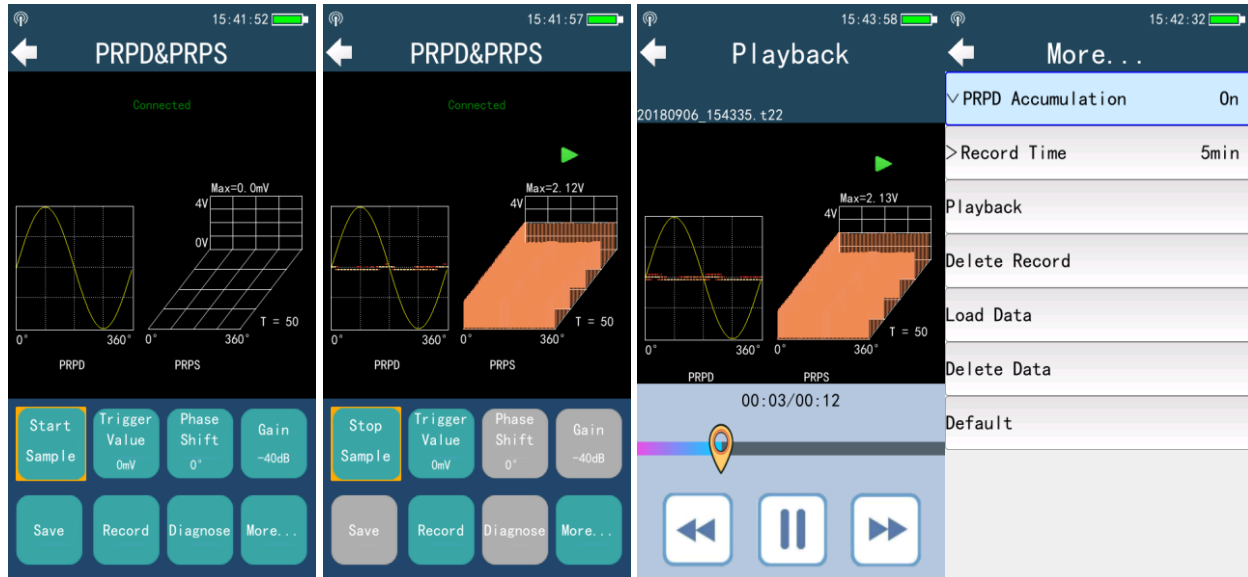 15:41:52
PRPD&PRPS
Connected
Max=0.0mV
4V
0V
T = 50
0° 360° 0° 360°
PRPD PRPS
Start Sample
Trigger Value 0mV
Phase Shift 0°
Gain -40dB
Save
Record
Diagnose
More...
15:41:57
PRPD&PRPS
Connected
Max=2.12V
4V
T = 50
0° 360° 0° 360°
PRPD PRPS
Stop Sample
Trigger Value 0mV
Phase Shift 0°
Gain -40dB
Save
Record
Diagnose
More...
15:43:58
Playback
20180906_154335.t22
Max=2.13V
4V
T = 50
0° 360° 0° 360°
PRPD PRPS
00:03/00:12
15:42:32
More...
PRPD Accumulation On
Record Time 5min
Playback
Delete Record
Load Data
Delete Data
Default